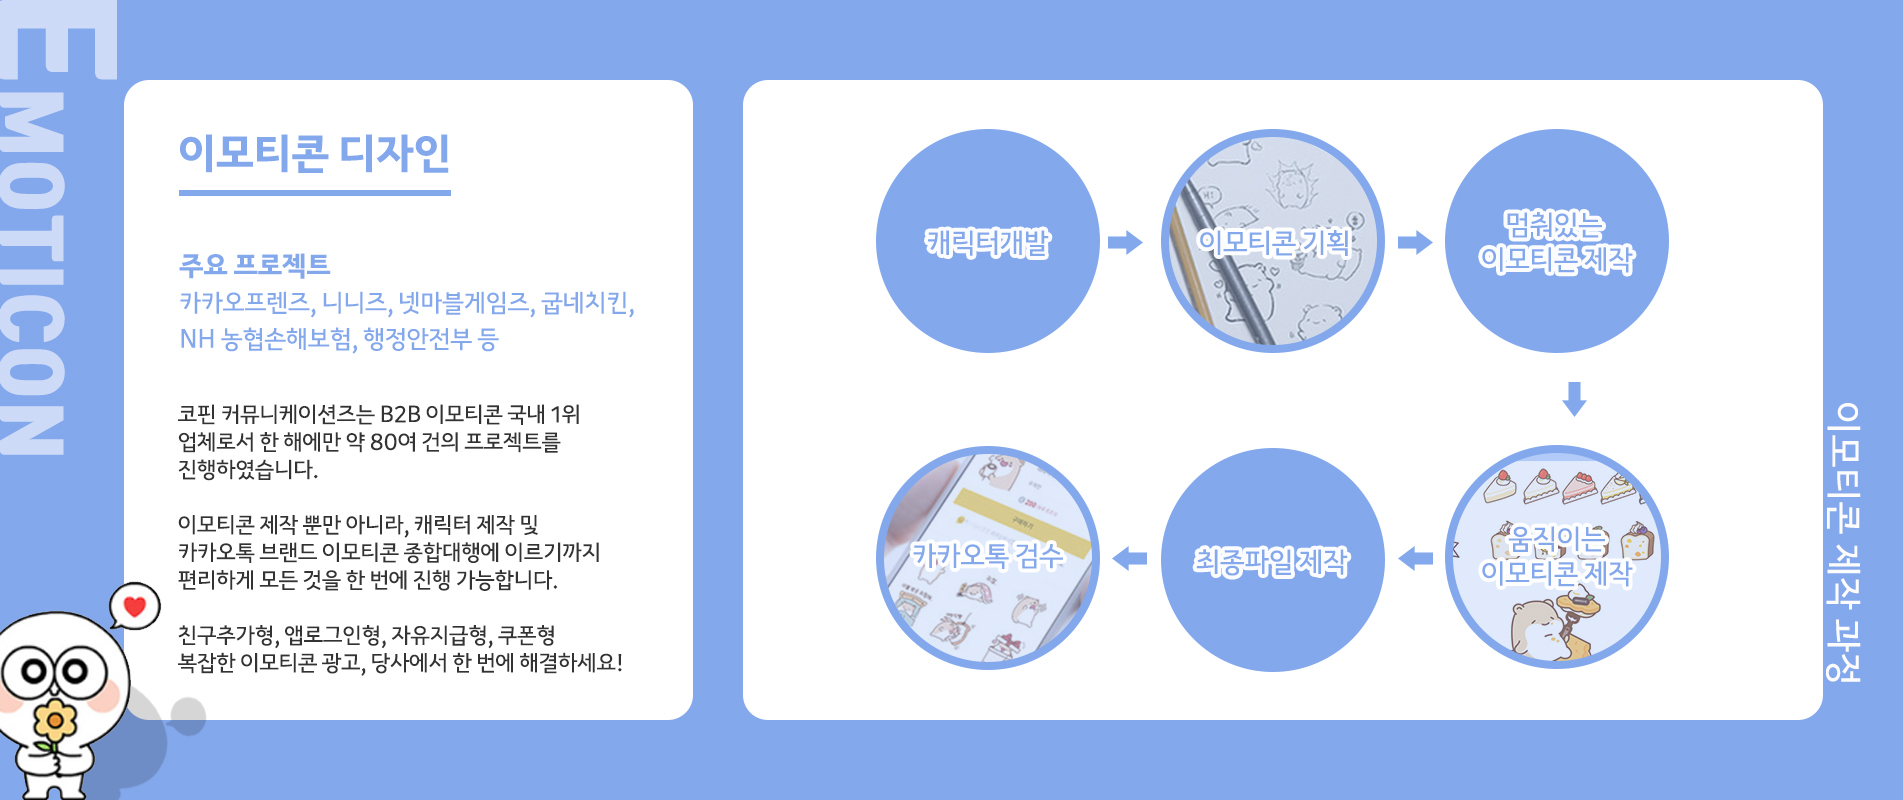 EMOTICON
이모티콘 디자인
주요 프로젝트
카카오프렌즈, 니니즈, 넷마블게임즈, 굽네치킨,
NH 농협손해보험, 행정안전부 등
코핀 커뮤니케이션즈는 B2B 이모티콘 국내 1위
업체로서 한 해에만 약 80여 건의 프로젝트를
진행하였습니다.
이모티콘 제작 뿐만 아니라, 캐릭터 제작 및
카카오톡 브랜드 이모티콘 종합대행에 이르기까지
편리하게 모든 것을 한 번에 진행 가능합니다.
친구추가형, 앱로그인형, 자유지급형, 쿠폰형
복잡한 이모티콘 광고, 당사에서 한 번에 해결하세요!
캐릭터개발
이모티콘 기획
HI!
멈춰있는
이모티콘 제작
움직이는
이모티콘 제작
최종파일 제작
카카오톡 검수
200
구매하기
이모티콘 제작 과정